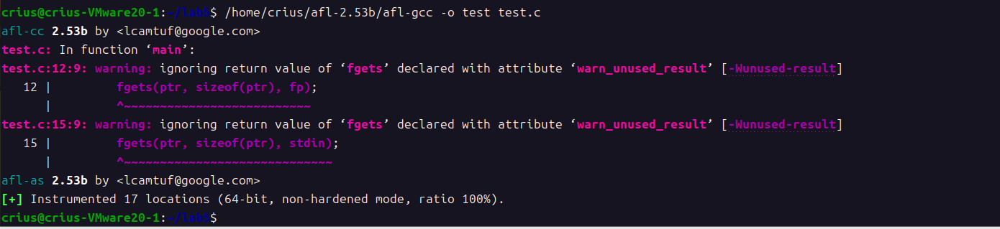 crius@crius-VMware20-1:~/lab5$ /home/crius/afl-2.53b/afl-gcc -o test test.c
afl-cc 2.53b by <lcamtuf@google.com>
test.c: In function ‘main’:
test.c:12:9: warning: ignoring return value of ‘fgets’ declared with attribute ‘warn_unused_result’ [-Wunused-result]
   12 |         fgets(ptr, sizeof(ptr), fp);
      |         ^~~~~~~~~~~~~~~~~~~~~~~~~~~
test.c:15:9: warning: ignoring return value of ‘fgets’ declared with attribute ‘warn_unused_result’ [-Wunused-result]
   15 |         fgets(ptr, sizeof(ptr), stdin);
      |         ^~~~~~~~~~~~~~~~~~~~~~~~~~~~~~
afl-as 2.53b by <lcamtuf@google.com>
[+] Instrumented 17 locations (64-bit, non-hardened mode, ratio 100%).
crius@crius-VMware20-1:~/lab5$